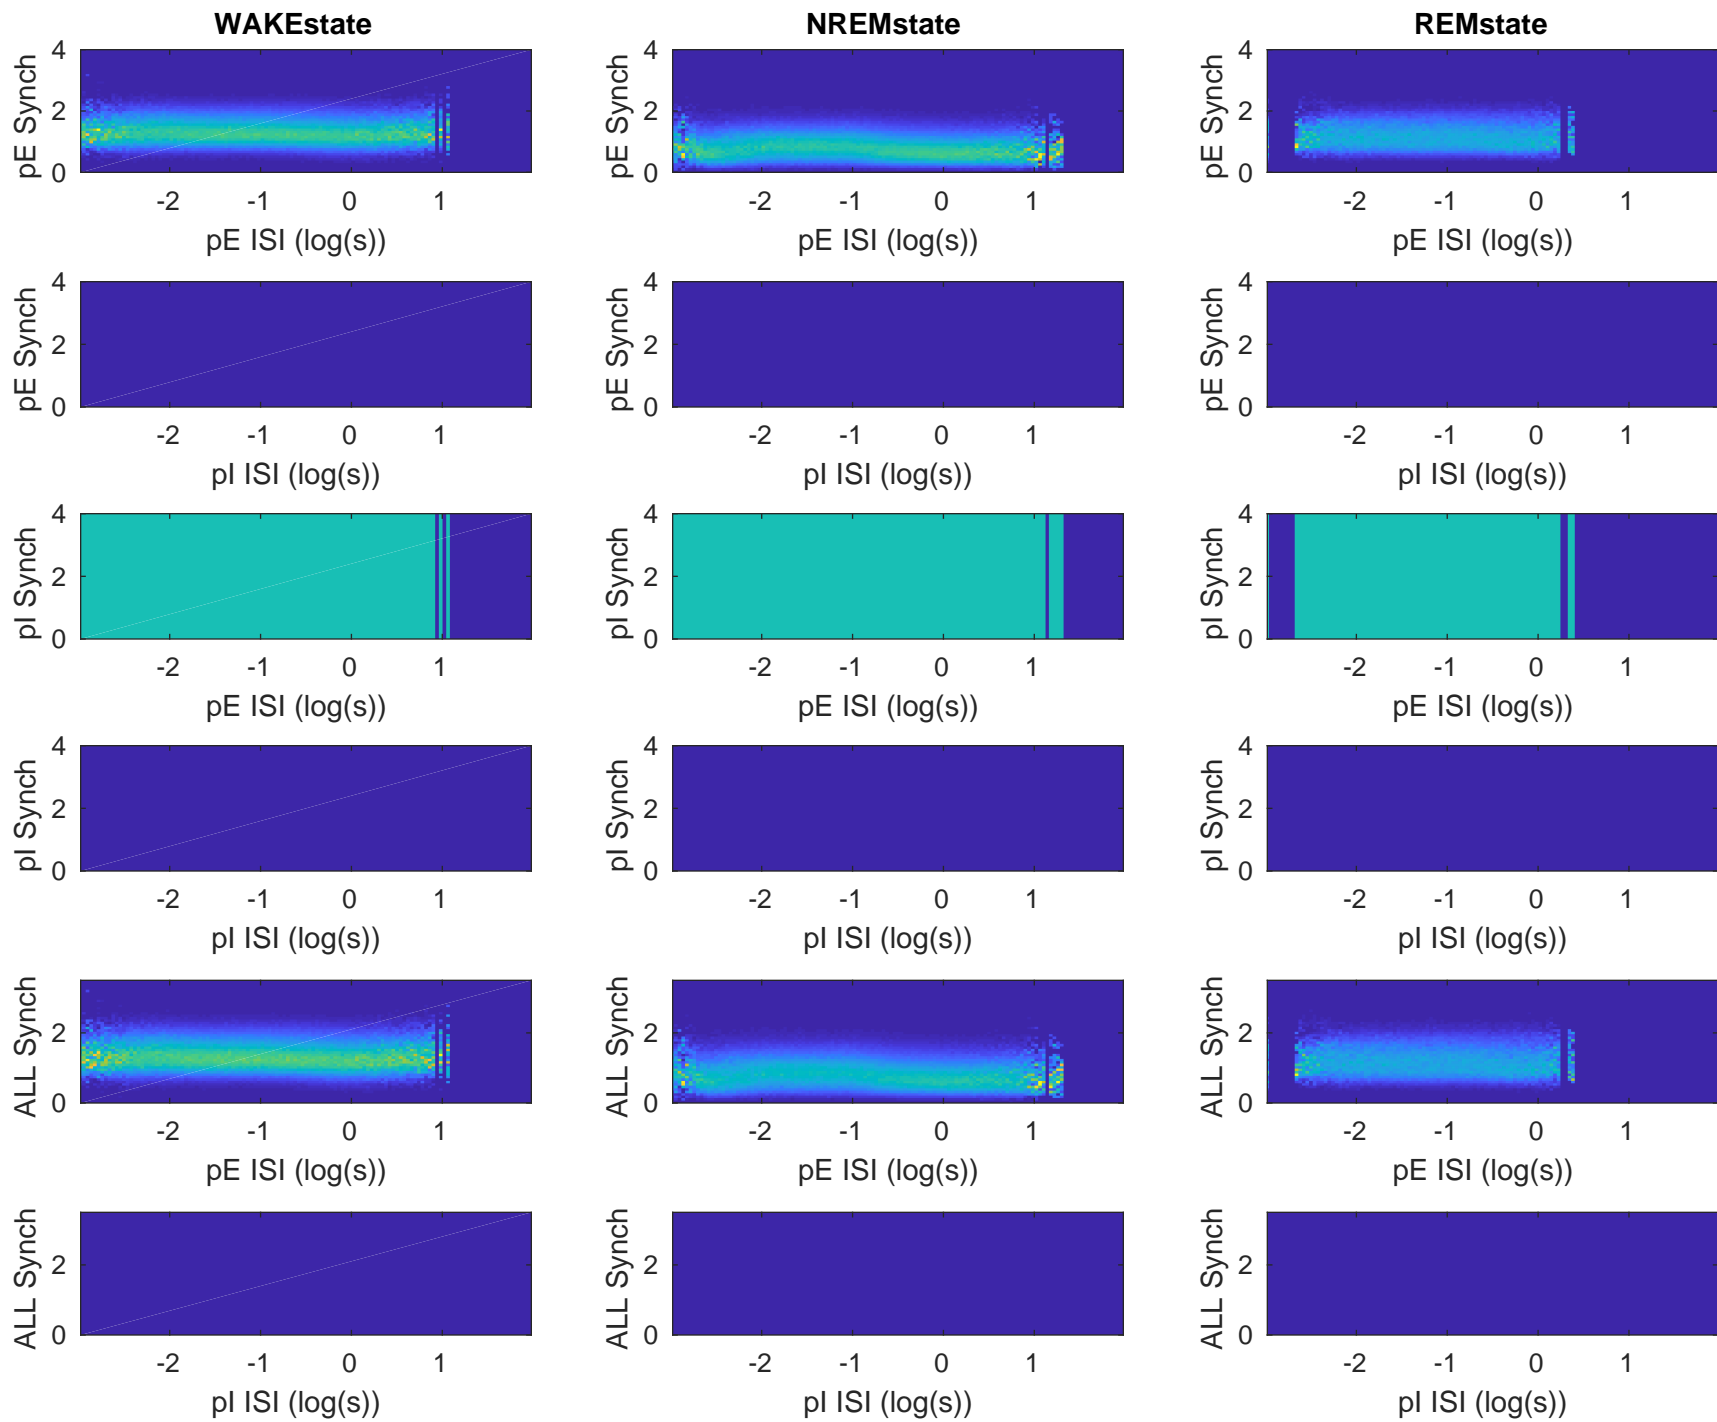 WAKEstate NREMstate REMstate
4 4 4
pE Synch pE Synch pE Synch
2 2 2
0 0 0
-2 -1 0 1 -2 -1 0 1 -2 -1 0 1
pE ISI (log(s)) pE ISI (log(s)) pE ISI (log(s))
4 4 4
pE Synch pE Synch pE Synch
2 2 2
0 0 0
-2 -1 0 1 -2 -1 0 1 -2 -1 0 1
pI ISI (log(s)) pI ISI (log(s)) pI ISI (log(s))
4 4 4
pI Synch pI Synch pI Synch
2 2 2
0 0 0
-2 -1 0 1 -2 -1 0 1 -2 -1 0 1
pE ISI (log(s)) pE ISI (log(s)) pE ISI (log(s))
4 4 4
pI Synch pI Synch pI Synch
2 2 2
0 0 0
-2 -1 0 1 -2 -1 0 1 -2 -1 0 1
pI ISI (log(s)) pI ISI (log(s)) pI ISI (log(s))
ALL Synch ALL Synch ALL Synch
2 2 2
0 0 0
-2 -1 0 1 -2 -1 0 1 -2 -1 0 1
pE ISI (log(s)) pE ISI (log(s)) pE ISI (log(s))
ALL Synch ALL Synch ALL Synch
2 2 2
0 0 0
-2 -1 0 1 -2 -1 0 1 -2 -1 0 1
pI ISI (log(s)) pI ISI (log(s)) pI ISI (log(s))